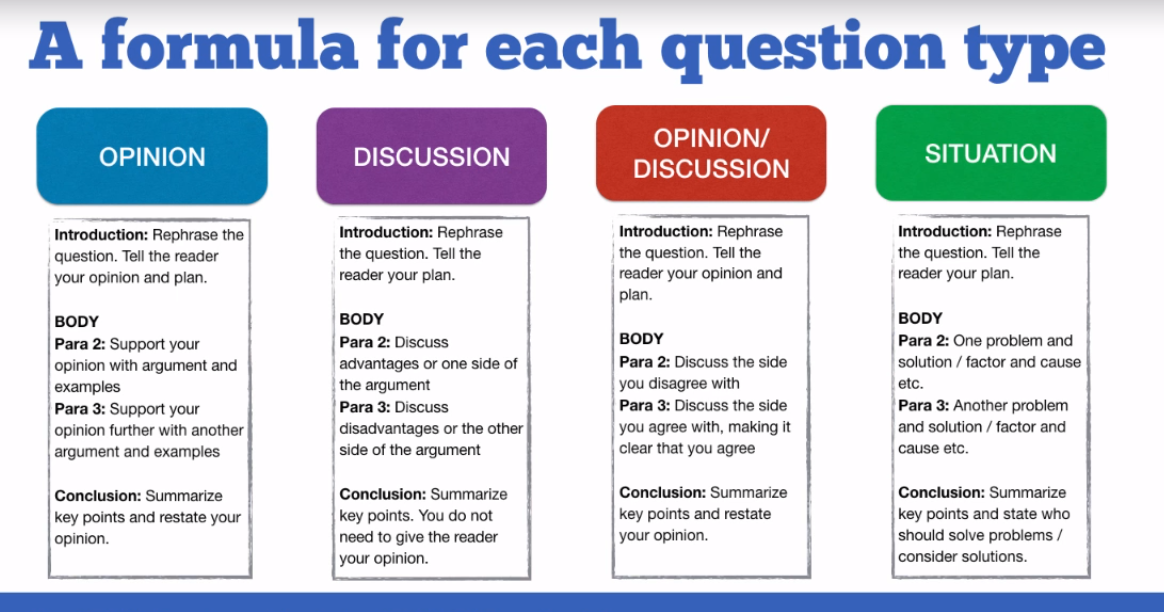 A formula for each question type
OPINION
Introduction: Rephrase the
question. Tell the reader
your opinion and plan.
BODY
Para 2: Support your
opinion with argument and
examples
Para 3: Support your
opinion further with another
argument and examples
Conclusion: Summarize
key points and restate your
opinion.
DISCUSSION
Introduction: Rephrase
the question. Tell the
reader your plan.
BODY
Para 2: Discuss
advantages or one side of
the argument
Para 3: Discuss
disadvantages or the other
side of the argument
Conclusion: Summarize
key points. You do not
need to give the reader
your opinion.
OPINION/
DISCUSSION
Introduction: Rephrase
the question. Tell the
reader your opinion and
plan.
BODY
Para 2: Discuss the side
you disagree with
Para 3: Discuss the side
you agree with, making it
clear that you agree
Conclusion: Summarize
key points and restate
your opinion.
SITUATION
Introduction: Rephrase
the question. Tell the
reader your plan.
BODY
Para 2: One problem and
solution / factor and cause
etc.
Para 3: Another problem
and solution / factor and
cause etc.
Conclusion: Summarize
key points and state who
should solve problems /
consider solutions.